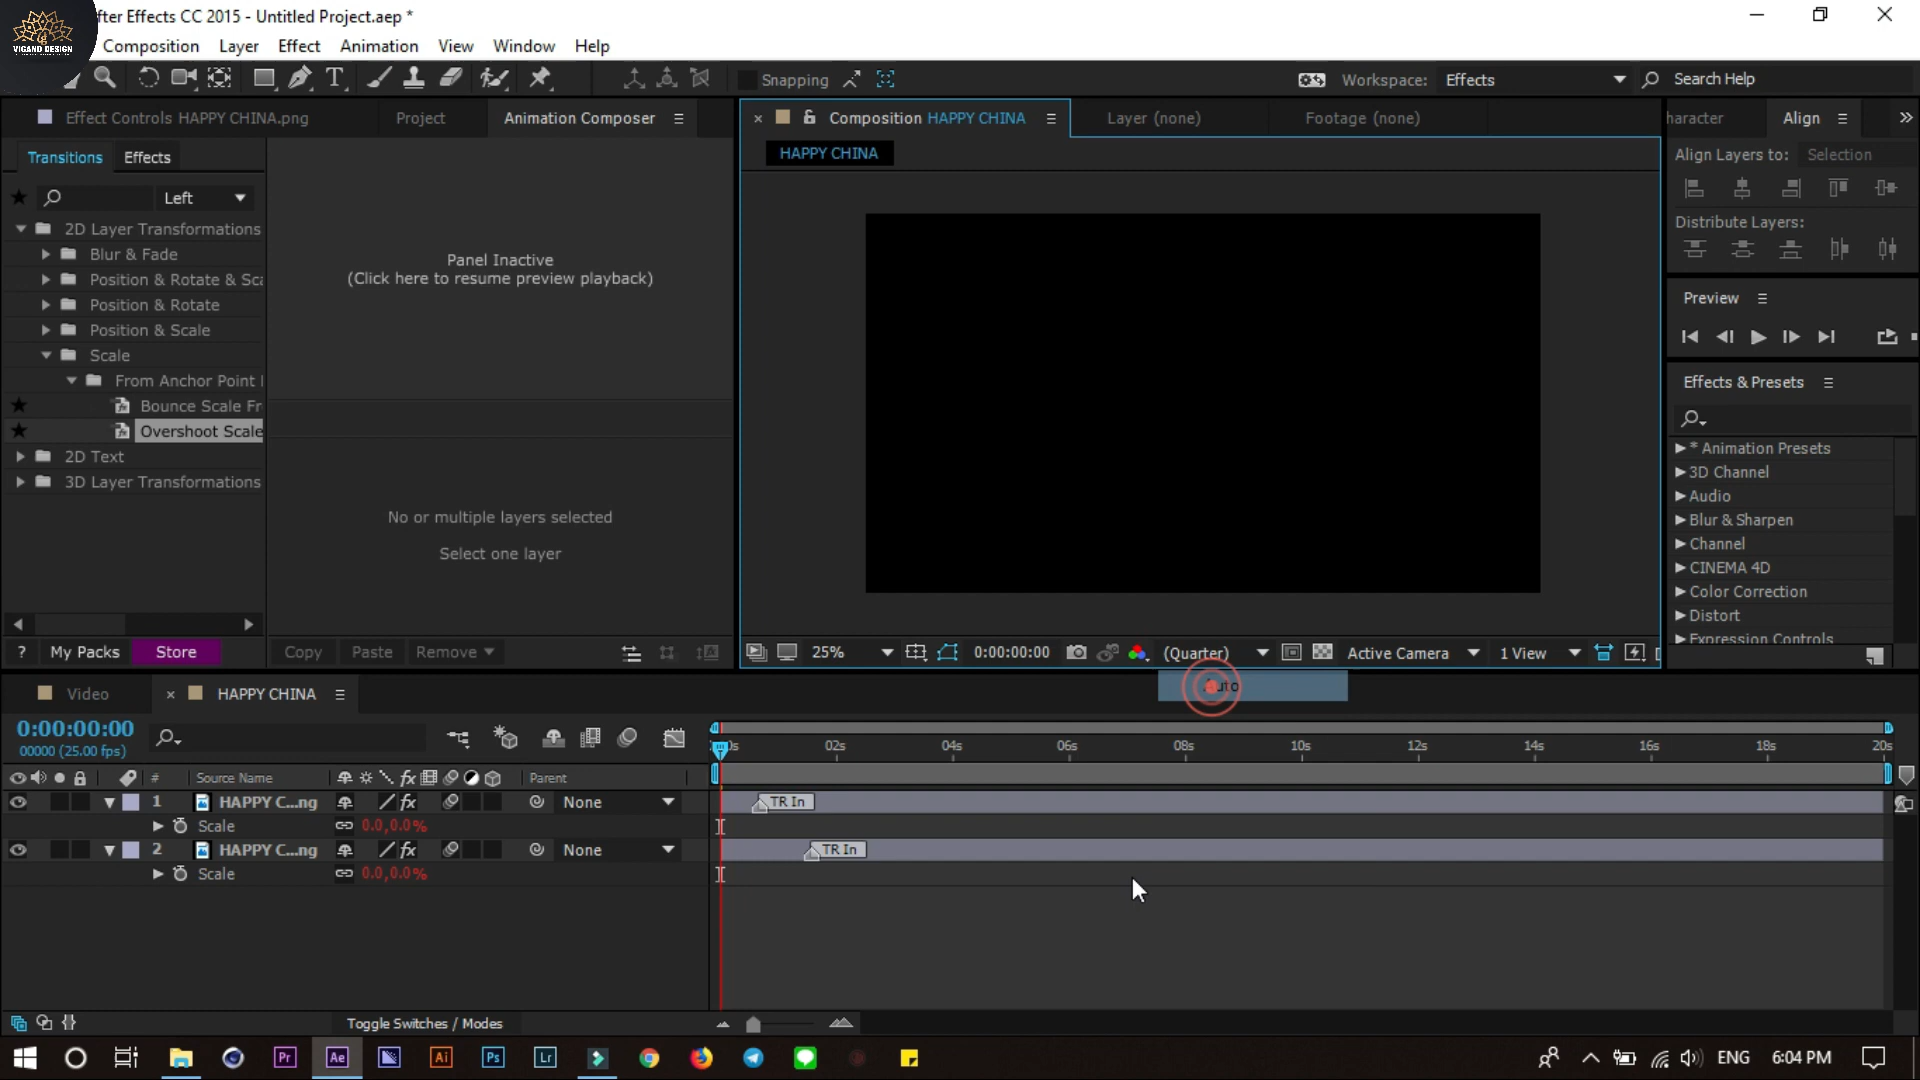 VIGAND DESIGN
fter Effects CC 2015 - Untitled Project.aep *
Composition Layer Effect Animation View Window Help
Snapping
Workspace: Effects
Search Help
Effect Controls HAPPY CHINA.png
Project
Animation Composer
Composition HAPPY CHINA
Layer (none)
Footage (none)
haracter
Align
HAPPY CHINA
Transitions Effects
Align Layers to: Selection
Left
Distribute Layers:
2D Layer Transformations
Blur & Fade
Position & Rotate & Sca
Position & Rotate
Position & Scale
Scale
From Anchor Point
Bounce Scale Fr
Overshoot Scale
2D Text
3D Layer Transformations
Panel Inactive
(Click here to resume preview playback)
No or multiple layers selected
Select one layer
Preview
Effects & Presets
* Animation Presets
3D Channel
Audio
Blur & Sharpen
Channel
CINEMA 4D
Color Correction
Distort
Expression Controls
? My Packs Store
Copy Paste Remove
25%
0:00:00:00
(Quarter)
Active Camera
1 View
Video
HAPPY CHINA
0:00:00:00
00000 (25.00 fps)
02s 04s 06s 08s 10s 12s 14s 16s 18s 20s
# Source Name
fx
Parent
1 HAPPY C...ng fx None TR In
Scale 0.0,0.0%
2 HAPPY C...ng fx None TR In
Scale 0.0,0.0%
Toggle Switches / Modes
Pr Ae Ai Ps Lr
ENG 6:04 PM